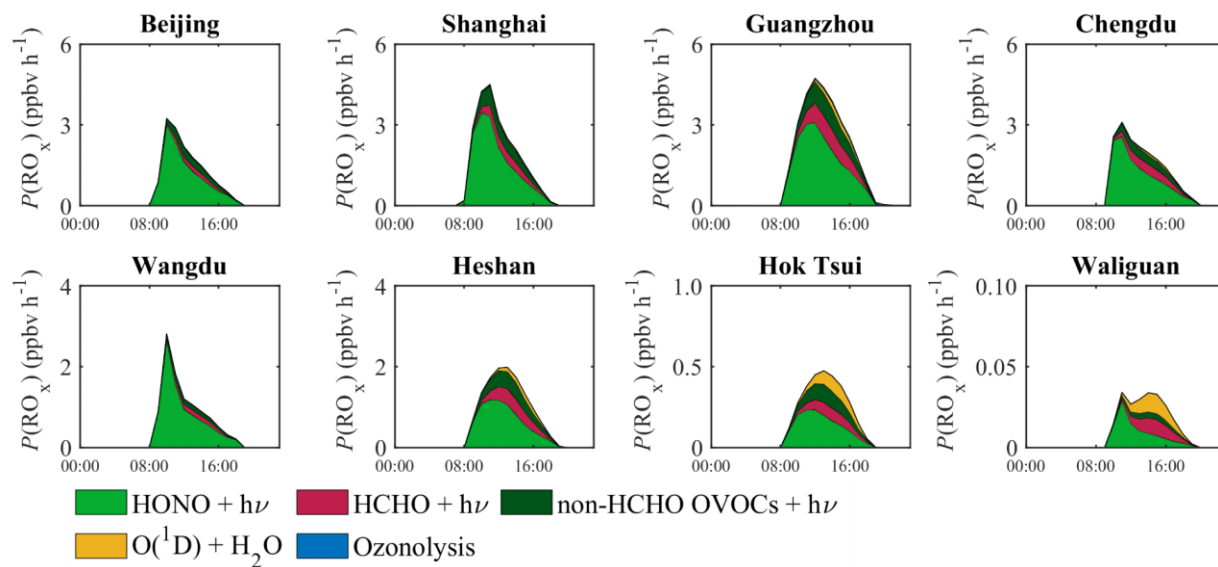 Beijing
Shanghai
Guangzhou
Chengdu
P(ROₓ) (ppbv h⁻¹)
6
3
0
00:00 08:00 16:00
P(ROₓ) (ppbv h⁻¹)
6
3
0
00:00 08:00 16:00
P(ROₓ) (ppbv h⁻¹)
6
3
0
00:00 08:00 16:00
P(ROₓ) (ppbv h⁻¹)
6
3
0
00:00 08:00 16:00
Wangdu
Heshan
Hok Tsui
Waliguan
P(ROₓ) (ppbv h⁻¹)
4
2
0
00:00 08:00 16:00
P(ROₓ) (ppbv h⁻¹)
4
2
0
00:00 08:00 16:00
P(ROₓ) (ppbv h⁻¹)
1.0
0.5
0
00:00 08:00 16:00
P(ROₓ) (ppbv h⁻¹)
0.10
0.05
0
00:00 08:00 16:00
HONO + hν
HCHO + hν
non-HCHO OVOCs + hν
O(¹D) + H₂O
Ozonolysis